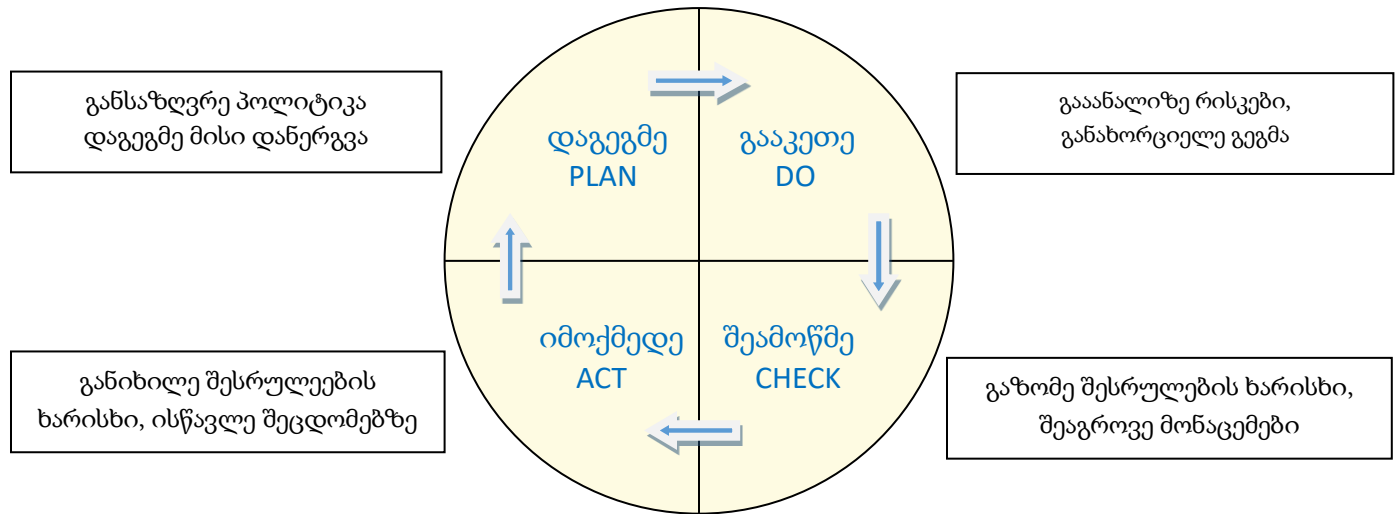 განსაზღვრე პოლიტიკა
დაგეგმე მისი დანერგვა
დაგეგმე
PLAN
გააკეთე
DO
გააანალიზე რისკები,
განახორციელე გეგმა
განიხილე შესრულეების
ხარისხი, ისწავლე შეცდომებზე
იმოქმედე
ACT
შეამოწმე
CHECK
გაზომე შესრულების ხარისხი,
შეაგროვე მონაცემები